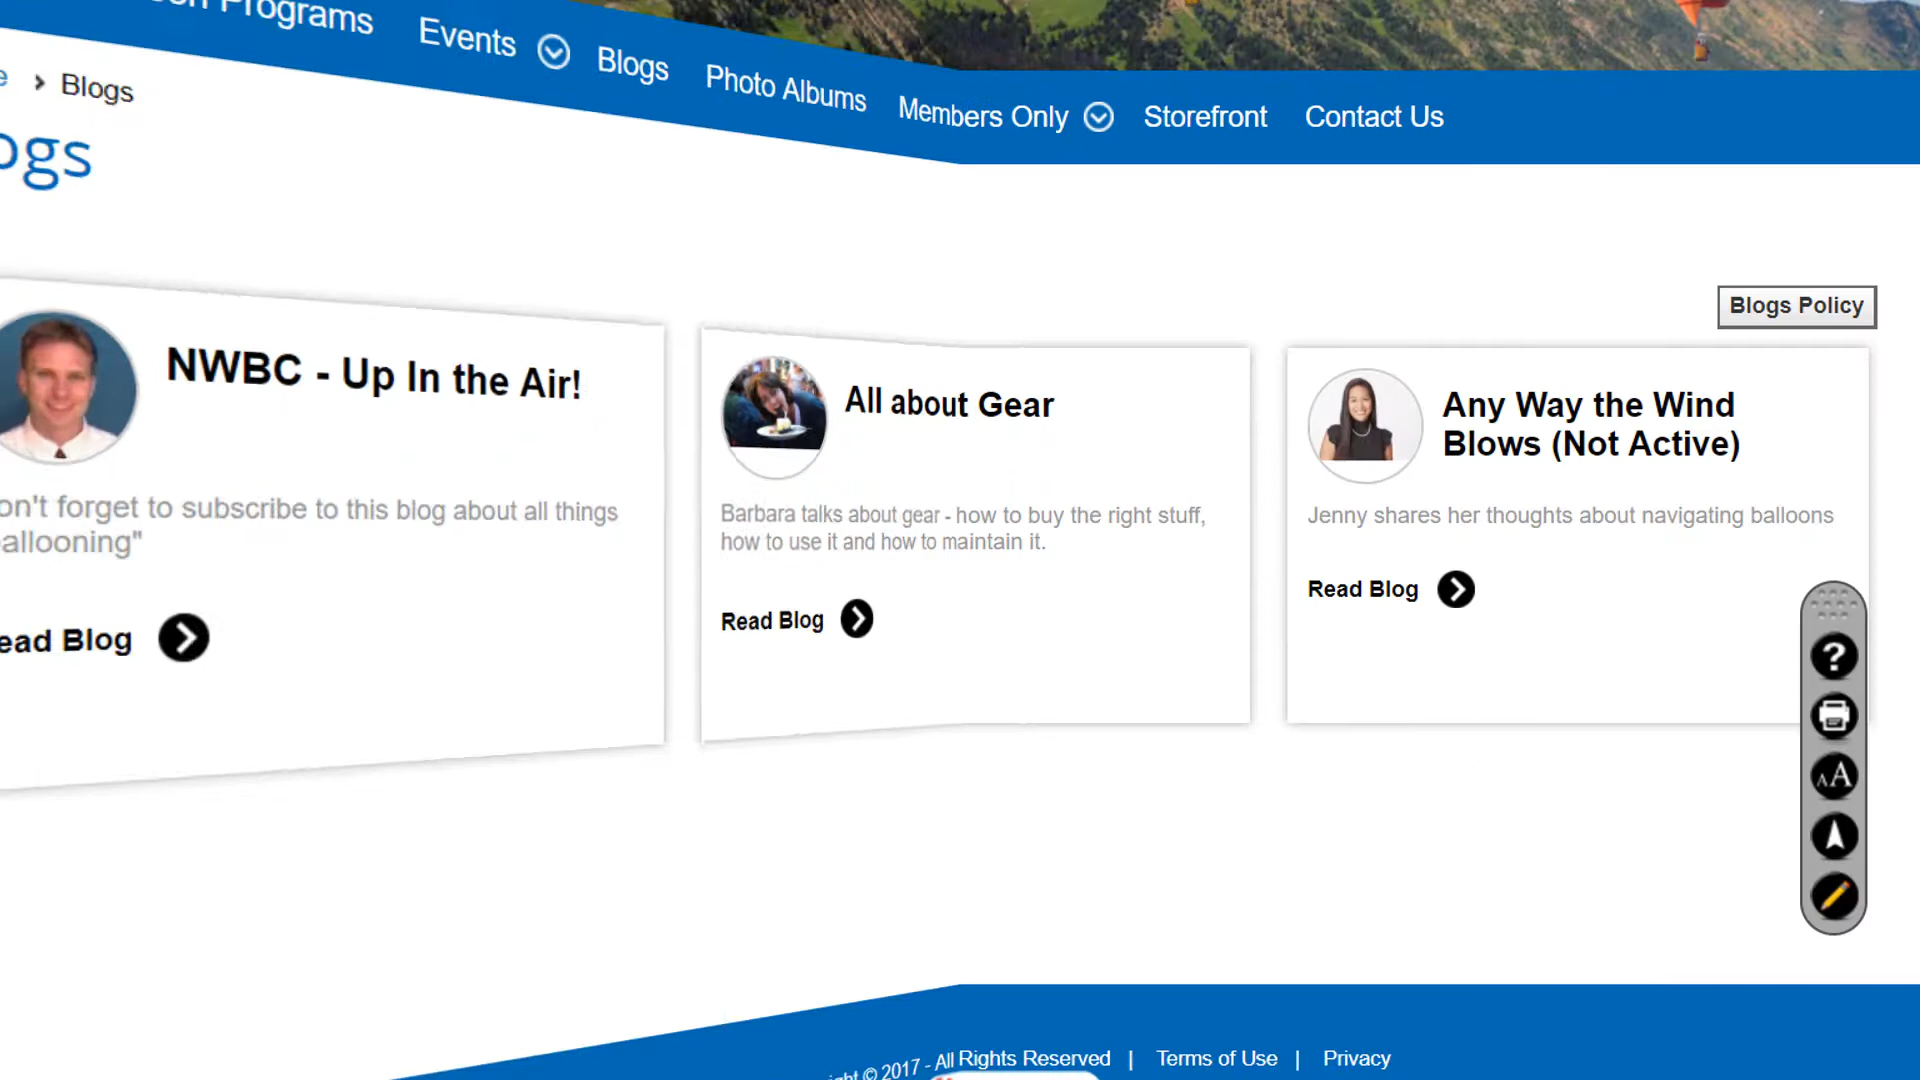 Programs Events Blogs Photo Albums Members Only Storefront Contact Us
> Blogs
ogs
Blogs Policy
NWBC - Up In the Air!
on't forget to subscribe to this blog about all things
allooning"
ead Blog
All about Gear
Barbara talks about gear - how to buy the right stuff,
how to use it and how to maintain it.
Read Blog
Any Way the Wind
Blows (Not Active)
Jenny shares her thoughts about navigating balloons
Read Blog
?
AA
© 2017 - All Rights Reserved | Terms of Use | Privacy